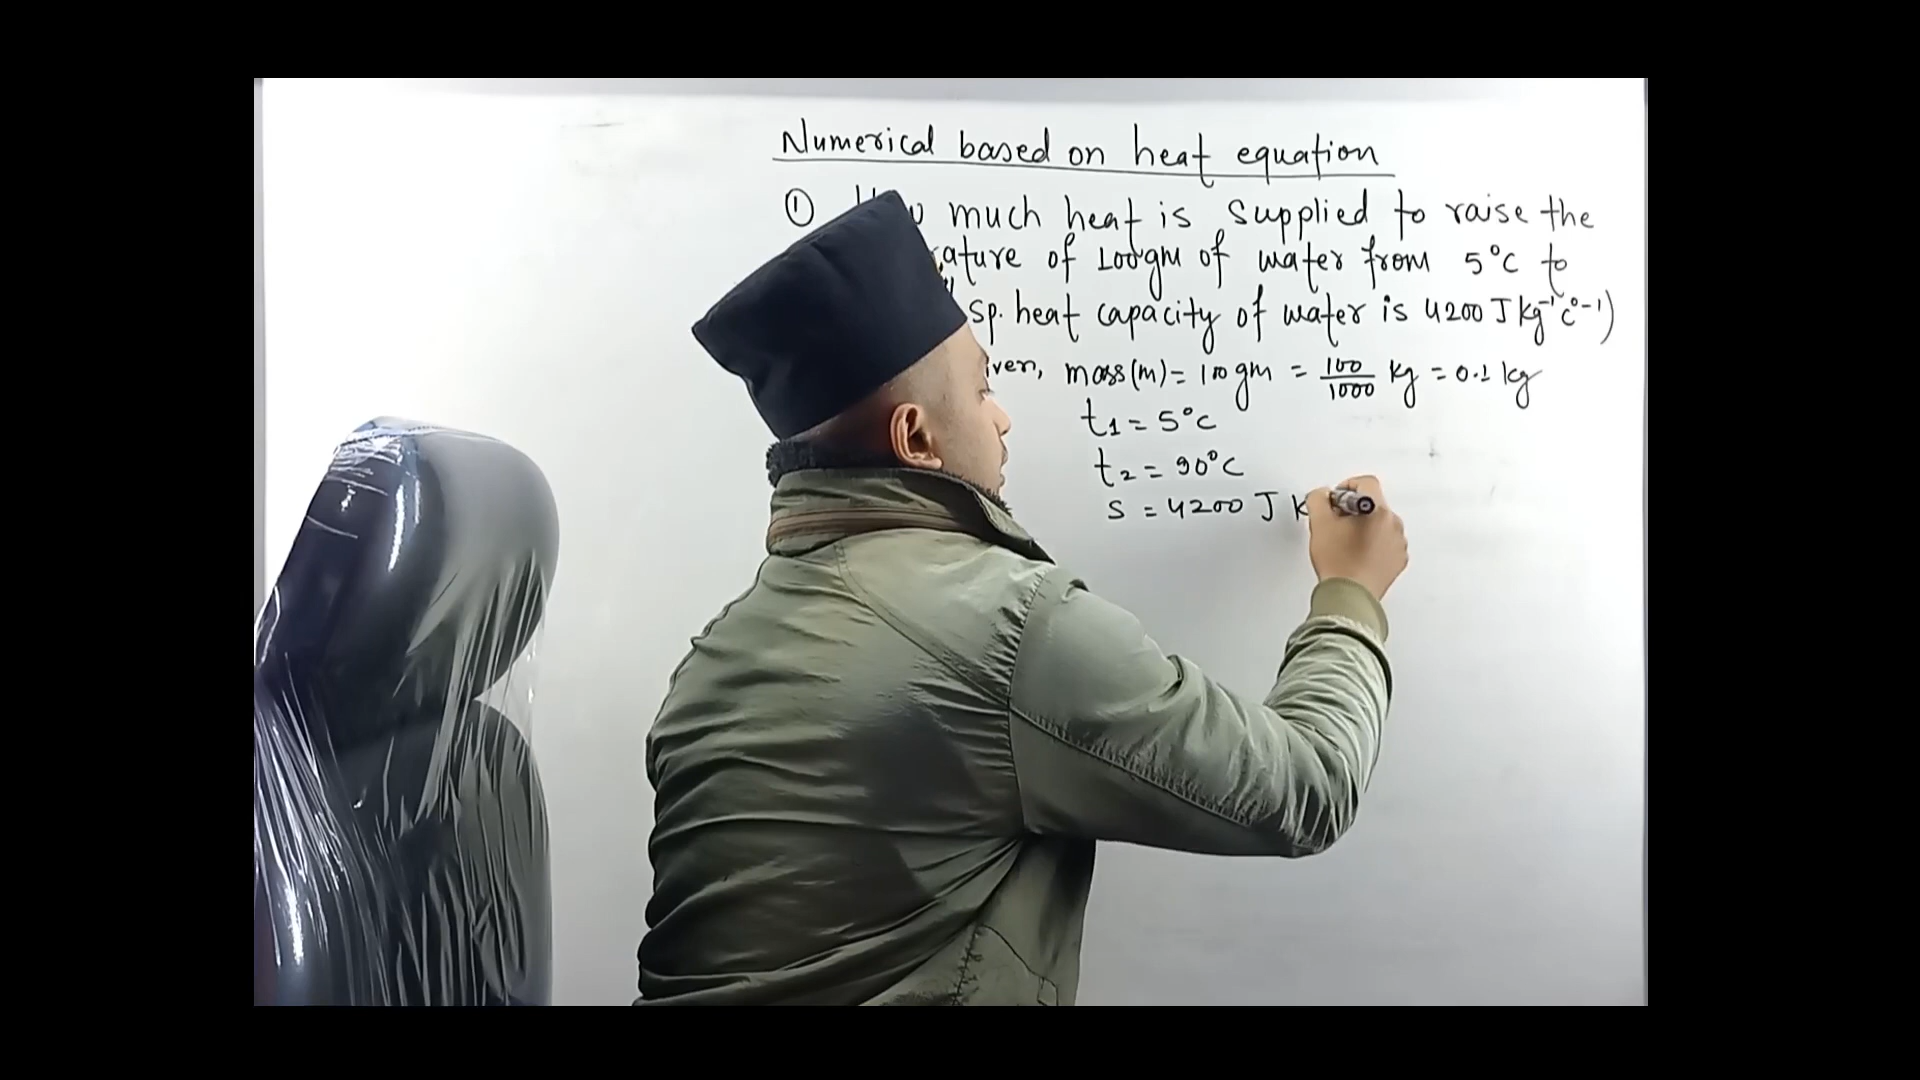 Numerical based on heat equation
① much heat is supplied to raise the
of 100gm of water from 5°C to
sp. heat capacity of water is 4200 J kg⁻¹ c°⁻¹)
mass(m) = 100 gm = 100/1000 kg = 0.1 kg
t₁ = 5°C
t₂ = 90°C
s = 4200 J K